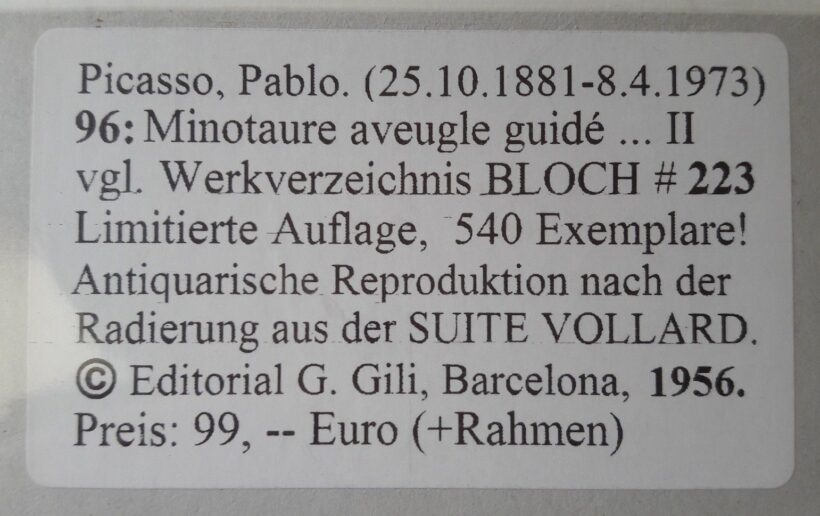 Picasso, Pablo. (25.10.1881-8.4.1973)
96: Minotaure aveugle guidé ... II
vgl. Werkverzeichnis BLOCH # 223
Limitierte Auflage, 540 Exemplare!
Antiquarische Reproduktion nach der
Radierung aus der SUITE VOLLARD.
© Editorial G. Gili, Barcelona, 1956.
Preis: 99, -- Euro (+Rahmen)